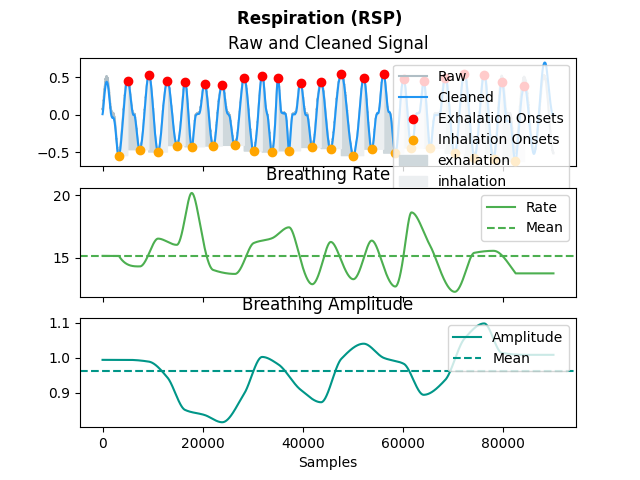 Respiration (RSP)
Raw and Cleaned Signal
0.5
0.0
−0.5
Raw
Cleaned
Exhalation Onsets
Inhalation Onsets
exhalation
inhalation
Breathing Rate
20
15
Rate
Mean
Breathing Amplitude
1.1
1.0
0.9
Amplitude
Mean
0 20000 40000 60000 80000
Samples